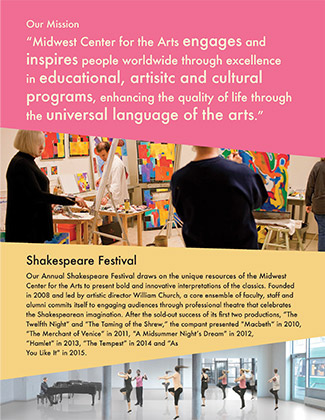 Our Mission
“Midwest Center for the Arts engages and
inspires people worldwide through excellence
in educational, artisitc and cultural
programs, enhancing the quality of life through
the universal language of the arts.”
Shakespeare Festival
Our Annual Shakespeare Festival draws on the unique resources of the Midwest
Center for the Arts to present bold and innovative interpretations of the classics. Founded
in 2008 and led by artistic director William Church, a core ensemble of faculty, staff and
alumni commits itself to engaging audiences through professional theatre that celebrates
the Shakespearean imagination. After the sold-out success of its first two productions, “The
Twelfth Night” and “The Taming of the Shrew,” the compant presented “Macbeth” in 2010,
“The Merchant of Venice” in 2011, “A Midsummer Night’s Dream” in 2012,
“Hamlet” in 2013, “The Tempest” in 2014 and “As
You Like It” in 2015.